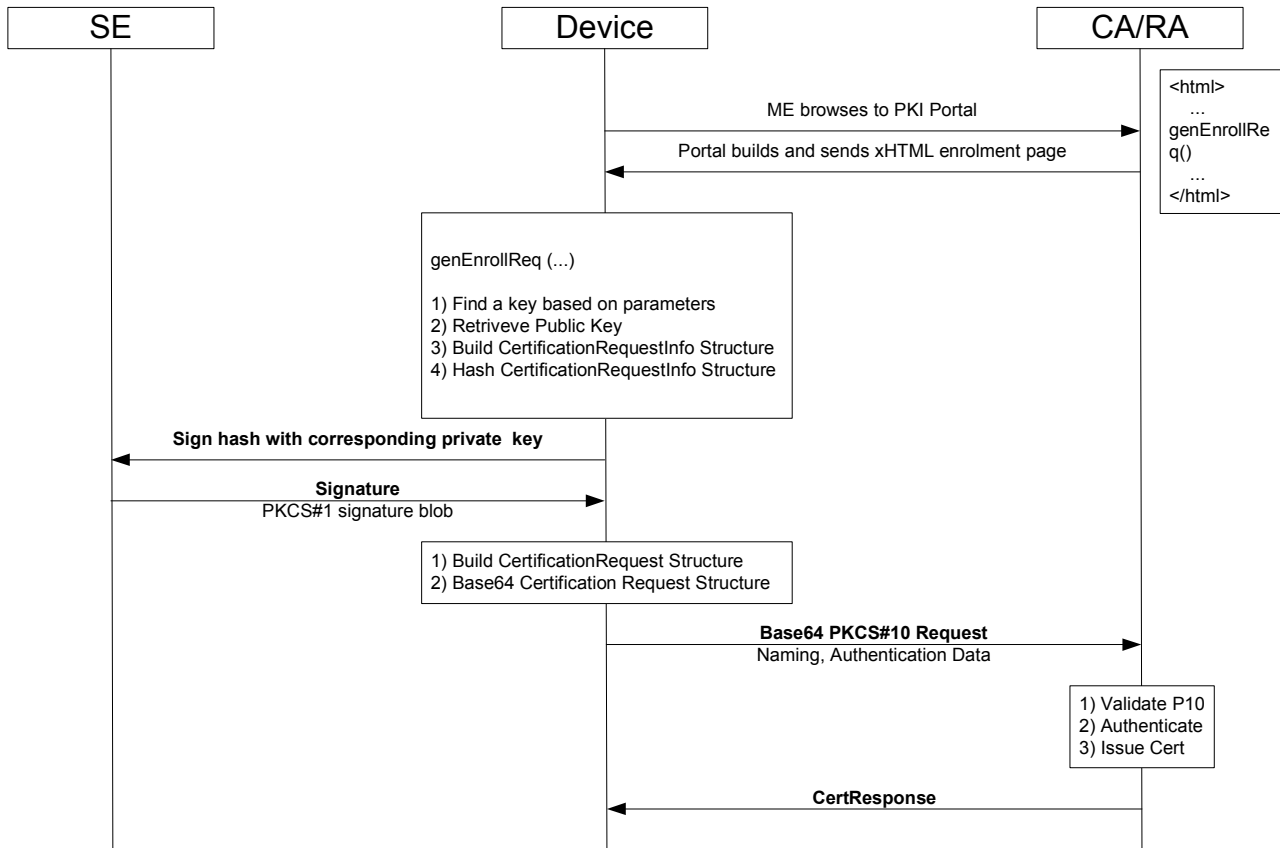 SE
Device
CA/RA
<html>
...
genEnrollRe
q()
...
</html>
ME browses to PKI Portal
Portal builds and sends xHTML enrolment page
genEnrollReq (...)
1) Find a key based on parameters
2) Retriveve Public Key
3) Build CertificationRequestInfo Structure
4) Hash CertificationRequestInfo Structure
Sign hash with corresponding private key
Signature
PKCS#1 signature blob
1) Build CertificationRequest Structure
2) Base64 Certification Request Structure
Base64 PKCS#10 Request
Naming, Authentication Data
1) Validate P10
2) Authenticate
3) Issue Cert
CertResponse